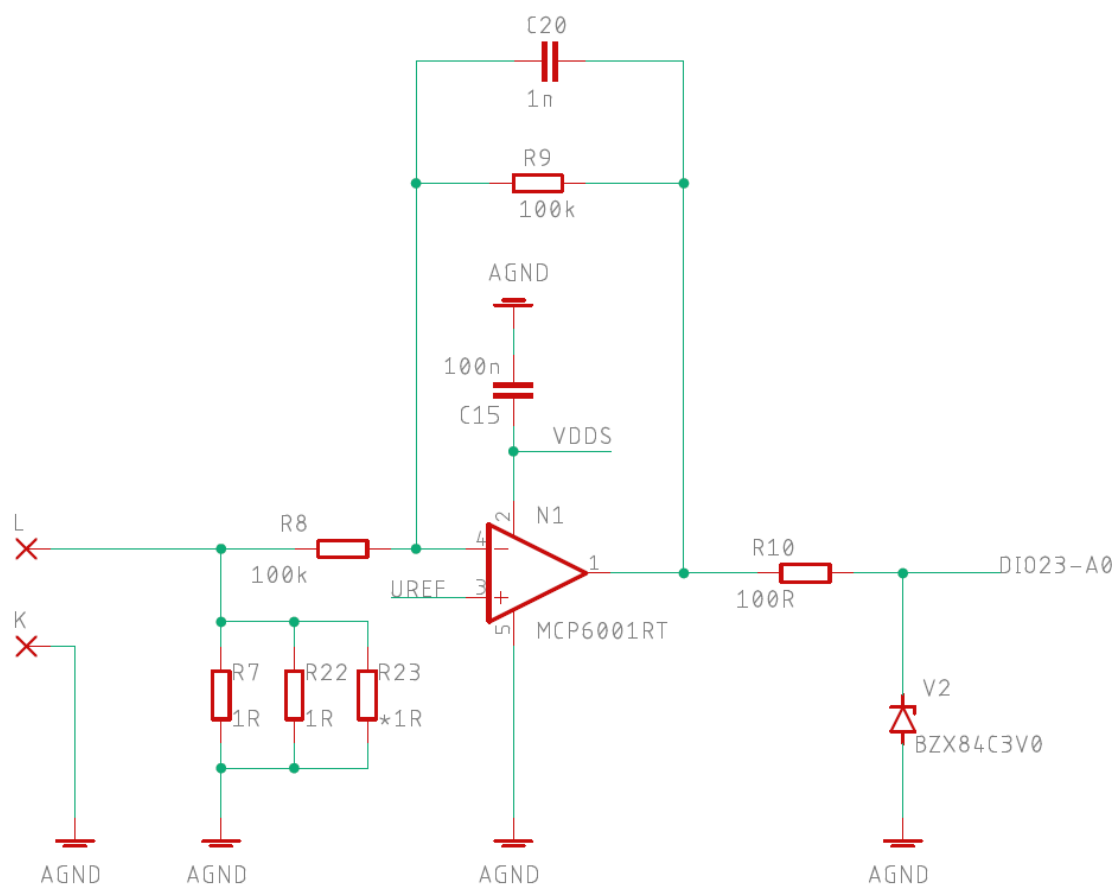 C20
1n
R9
100k
AGND
100n
C15
VDDS
L
R8
100k
2
N1
4
3
UREF
1
5
MCP6001RT
R10
100R
DIO23-A0
K
R7
1R
R22
1R
R23
*1R
V2
BZX84C3V0
AGND
AGND
AGND
AGND